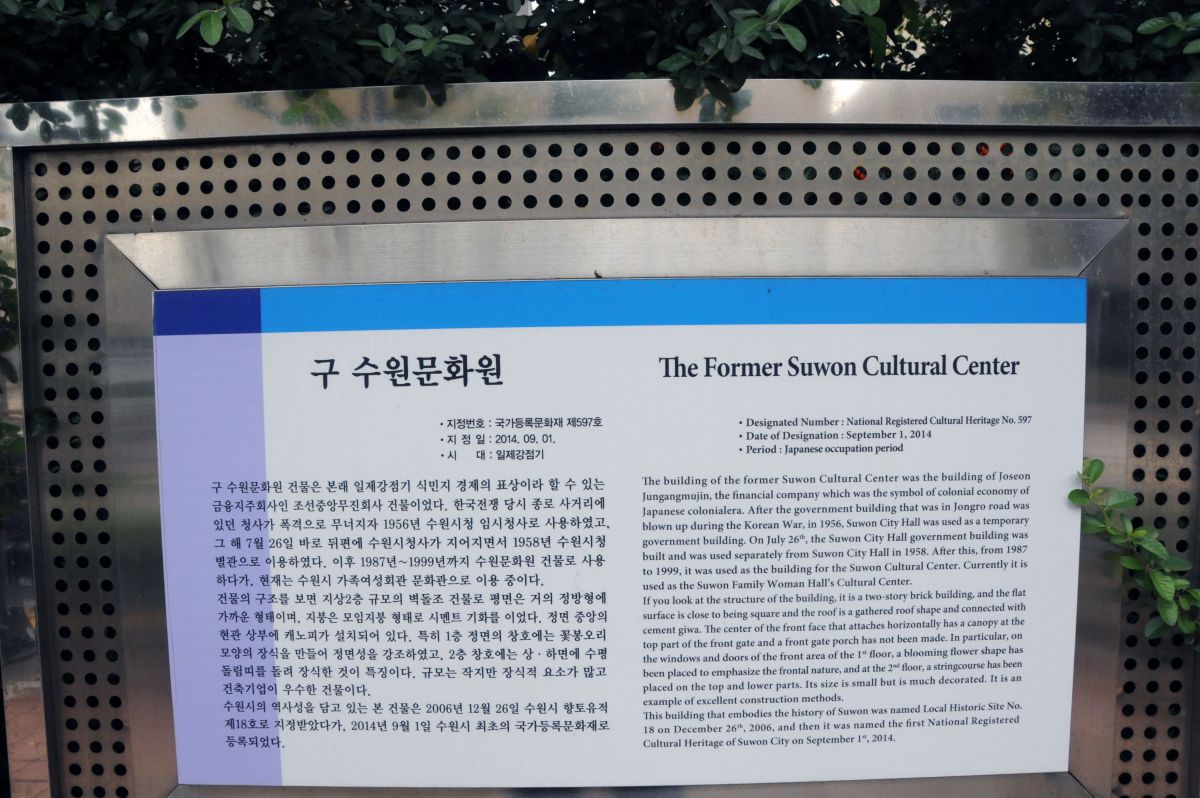 구 수원문화원
• 지정번호 : 국가등록문화재 제597호
• 지 정 일 : 2014. 09. 01.
• 시 대 : 일제강점기
구 수원문화원 건물은 본래 일제강점기 식민지 경제의 표상이라 할 수 있는
금융지주회사인 조선중앙무진회사 건물이었다. 한국전쟁 당시 종로 사거리에
있던 청사가 폭격으로 무너지자 1956년 수원시청 임시청사로 사용하였고,
그 해 7월 26일 바로 뒤편에 수원시청사가 지어지면서 1958년 수원시청
별관으로 이용하였다. 이후 1987년~1999년까지 수원문화원 건물로 사용
하다가, 현재는 수원시 가족여성회관 문화관으로 이용 중이다.
건물의 구조를 보면 지상2층 규모의 벽돌조 건물로 평면은 거의 정방형에
가까운 형태이며, 지붕은 모임지붕 형태로 시멘트 기화를 이었다. 정면 중앙의
현관 상부에 캐노피가 설치되어 있다. 특히 1층 정면의 창호에는 꽃봉오리
모양의 장식을 만들어 정면성을 강조하였고, 2층 창호에는 상 · 하면에 수평
돌림띠를 돌려 장식한 것이 특징이다. 규모는 작지만 장식적 요소가 많고
건축기법이 우수한 건물이다.
수원시의 역사성을 담고 있는 본 건물은 2006년 12월 26일 수원시 향토유적
제18호로 지정받았다가, 2014년 9월 1일 수원시 최초의 국가등록문화재로
등록되었다.
The Former Suwon Cultural Center
• Designated Number : National Registered Cultural Heritage No. 597
• Date of Designation : September 1, 2014
• Period : Japanese occupation period
The building of the former Suwon Cultural Center was the building of Joseon
Jungangmujin, the financial company which was the symbol of colonial economy of
Japanese colonialera. After the government building that was in Jongro road was
blown up during the Korean War, in 1956, Suwon City Hall was used as a temporary
government building. On July 26th, the Suwon City Hall government building was
built and was used separately from Suwon City Hall in 1958. After this, from 1987
to 1999, it was used as the building for the Suwon Cultural Center. Currently it is
used as the Suwon Family Woman Hall's Cultural Center.
If you look at the structure of the building, it is a two-story brick building, and the flat
surface is close to being square and the roof is a gathered roof shape and connected with
cement giwa. The center of the front face that attaches horizontally has a canopy at the
top part of the front gate and a front gate porch has not been made. In particular, on
the windows and doors of the front area of the 1st floor, a blooming flower shape has
been placed to emphasize the frontal nature, and at the 2nd floor, a stringcourse has been
placed on the top and lower parts. Its size is small but is much decorated. It is an
example of excellent construction methods.
This building that embodies the history of Suwon was named Local Historic Site No.
18 on December 26th, 2006, and then it was named the first National Registered
Cultural Heritage of Suwon City on September 1st, 2014.